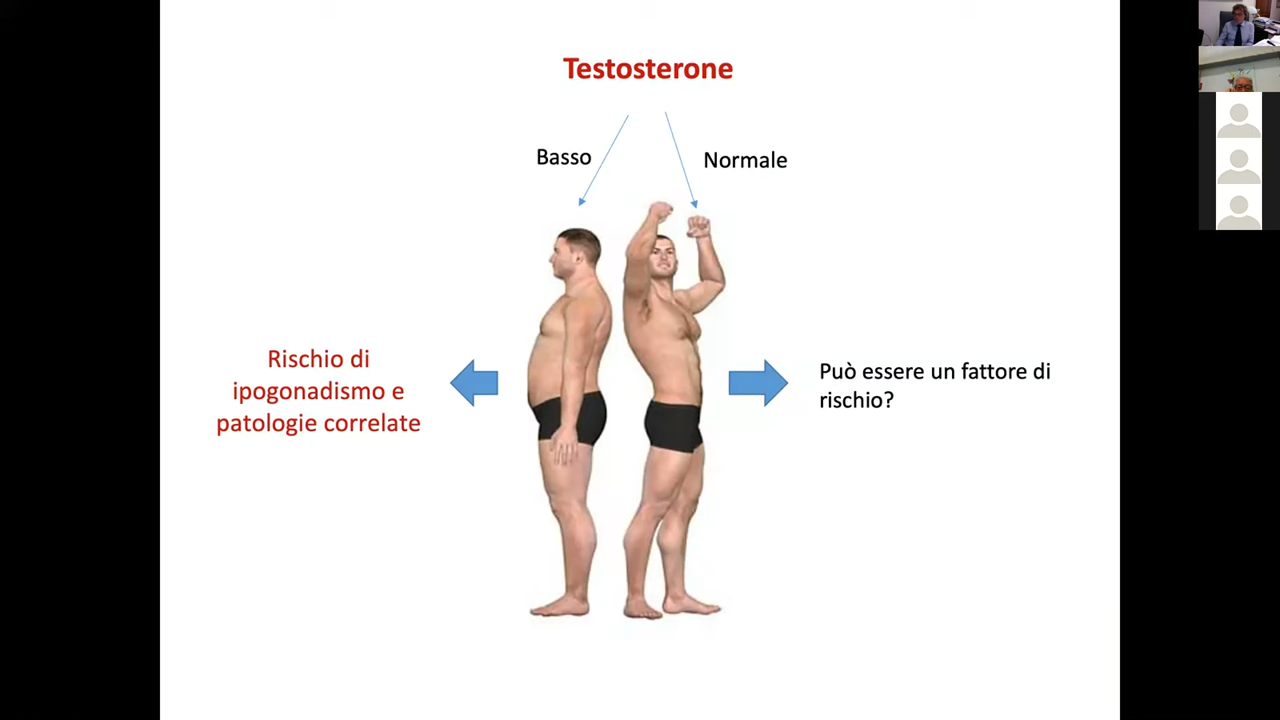 Testosterone
Basso
Normale
Rischio di
ipogonadismo e
patologie correlate
Può essere un fattore di
rischio?